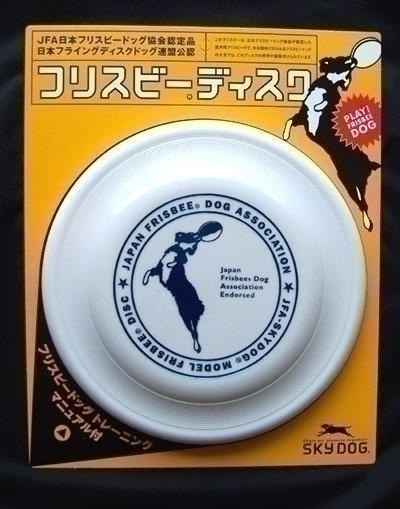 JFA日本フリスビードッグ協会認定品
日本フライングディスクドッグ連盟公認
フリスビー®ディスク
PLAY!
FRISBEE
DOG
★ JAPAN FRISBEE® DOG ASSOCIATION ★
JFA-SKYDOG® MODEL FRISBEE® DISC
Japan
Frisbee® Dog
Association
Endorsed
フリスビードッグ トレーニング
マニュアル付
Share our pleasure together!
SKYDOG®